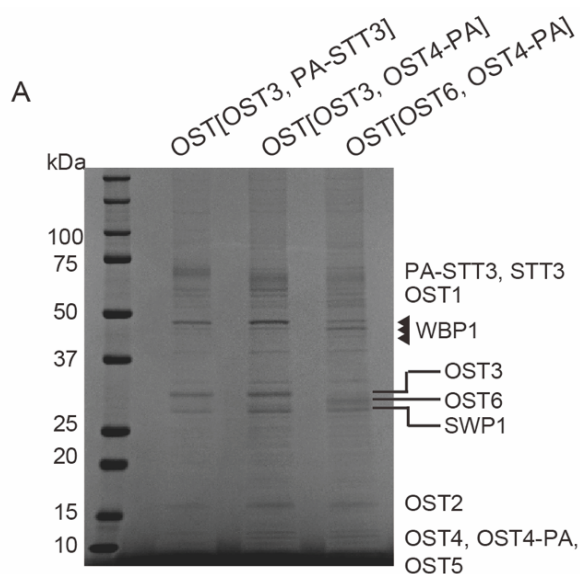 A
OST[OST3, PA-STT3]
OST[OST3, OST4-PA]
OST[OST6, OST4-PA]
kDa
100
75
50
37
25
20
15
10
PA-STT3, STT3
OST1
WBP1
OST3
OST6
SWP1
OST2
OST4, OST4-PA,
OST5